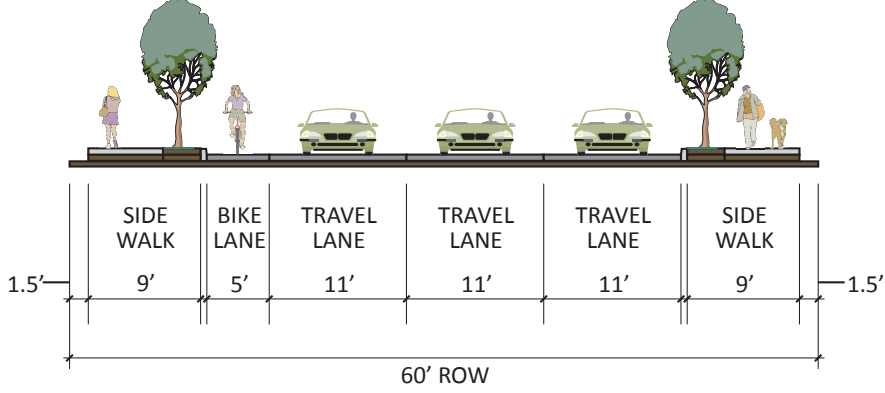 SIDE
WALK
BIKE
LANE
TRAVEL
LANE
TRAVEL
LANE
TRAVEL
LANE
SIDE
WALK
1.5’
9’
5’
11’
11’
11’
9’
1.5’
60’ ROW